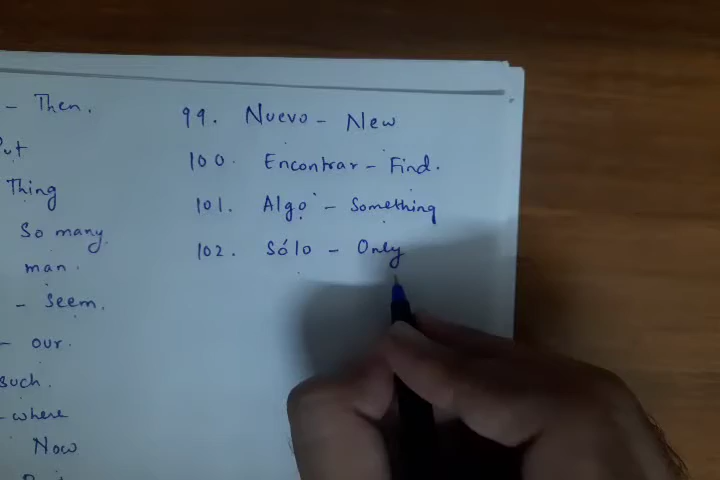 - Then.
Put
Thing
So many
man.
- Seem.
- our.
such.
- where
Now
99. Nuevo - New
100. Encontrar - Find.
101. Algo - Something
102. Sólo - Only